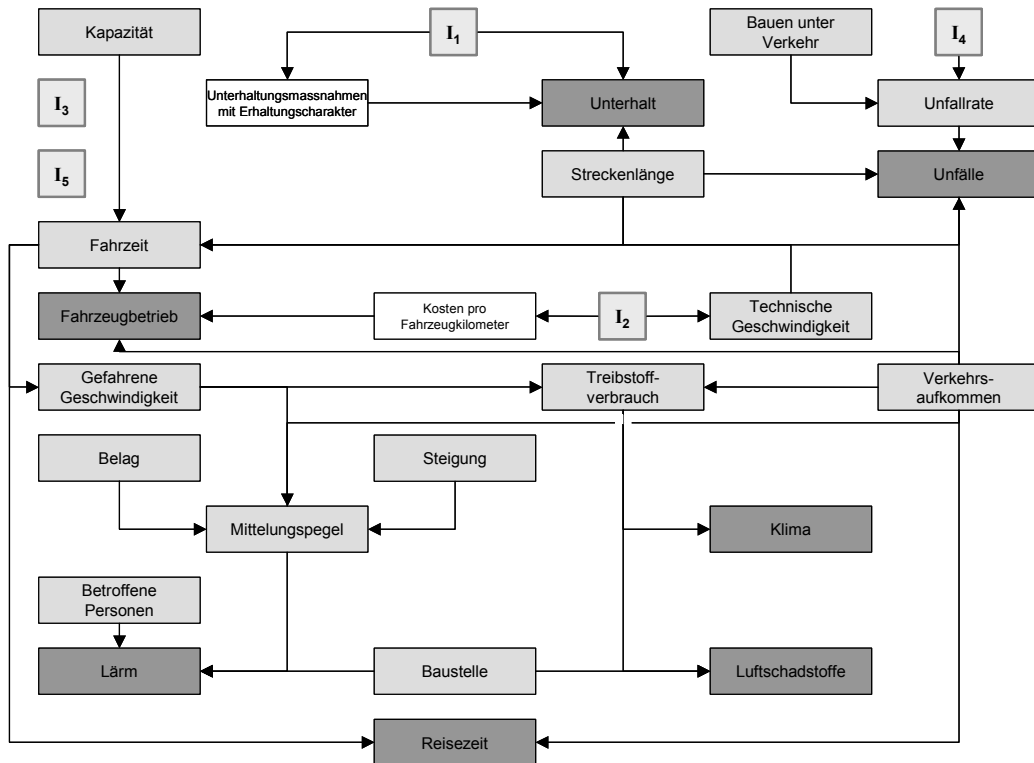 Kapazität
I₁
Bauen unter
Verkehr
I₄
I₃
Unterhaltungsmassnahmen
mit Erhaltungscharakter
Unterhalt
Unfallrate
I₅
Streckenlänge
Unfälle
Fahrzeit
Fahrzeugbetrieb
Kosten pro
Fahrzeugkilometer
I₂
Technische
Geschwindigkeit
Gefahrene
Geschwindigkeit
Treibstoff-
verbrauch
Verkehrs-
aufkommen
Belag
Steigung
Mittelungspegel
Klima
Betroffene
Personen
Lärm
Baustelle
Luftschadstoffe
Reisezeit